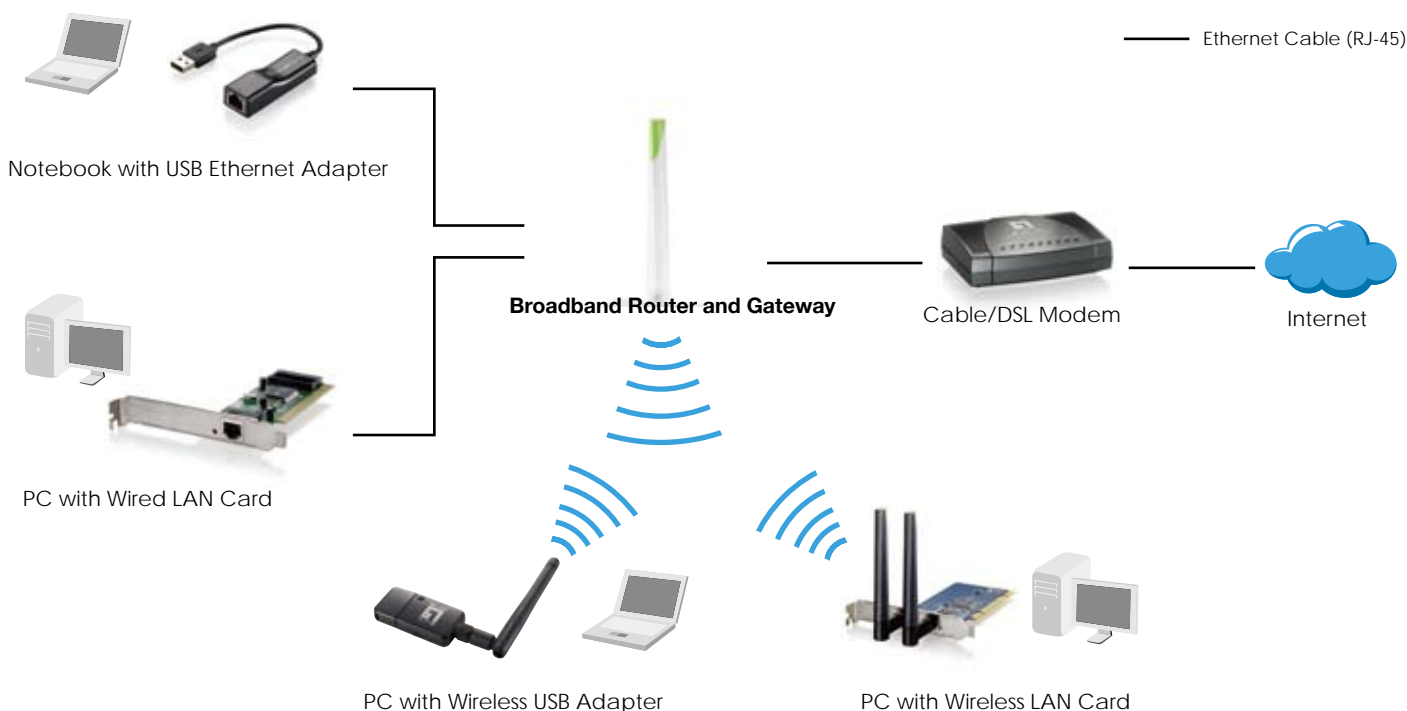 Ethernet Cable (RJ-45)
Notebook with USB Ethernet Adapter
Broadband Router and Gateway
Cable/DSL Modem
Internet
PC with Wired LAN Card
PC with Wireless USB Adapter
PC with Wireless LAN Card